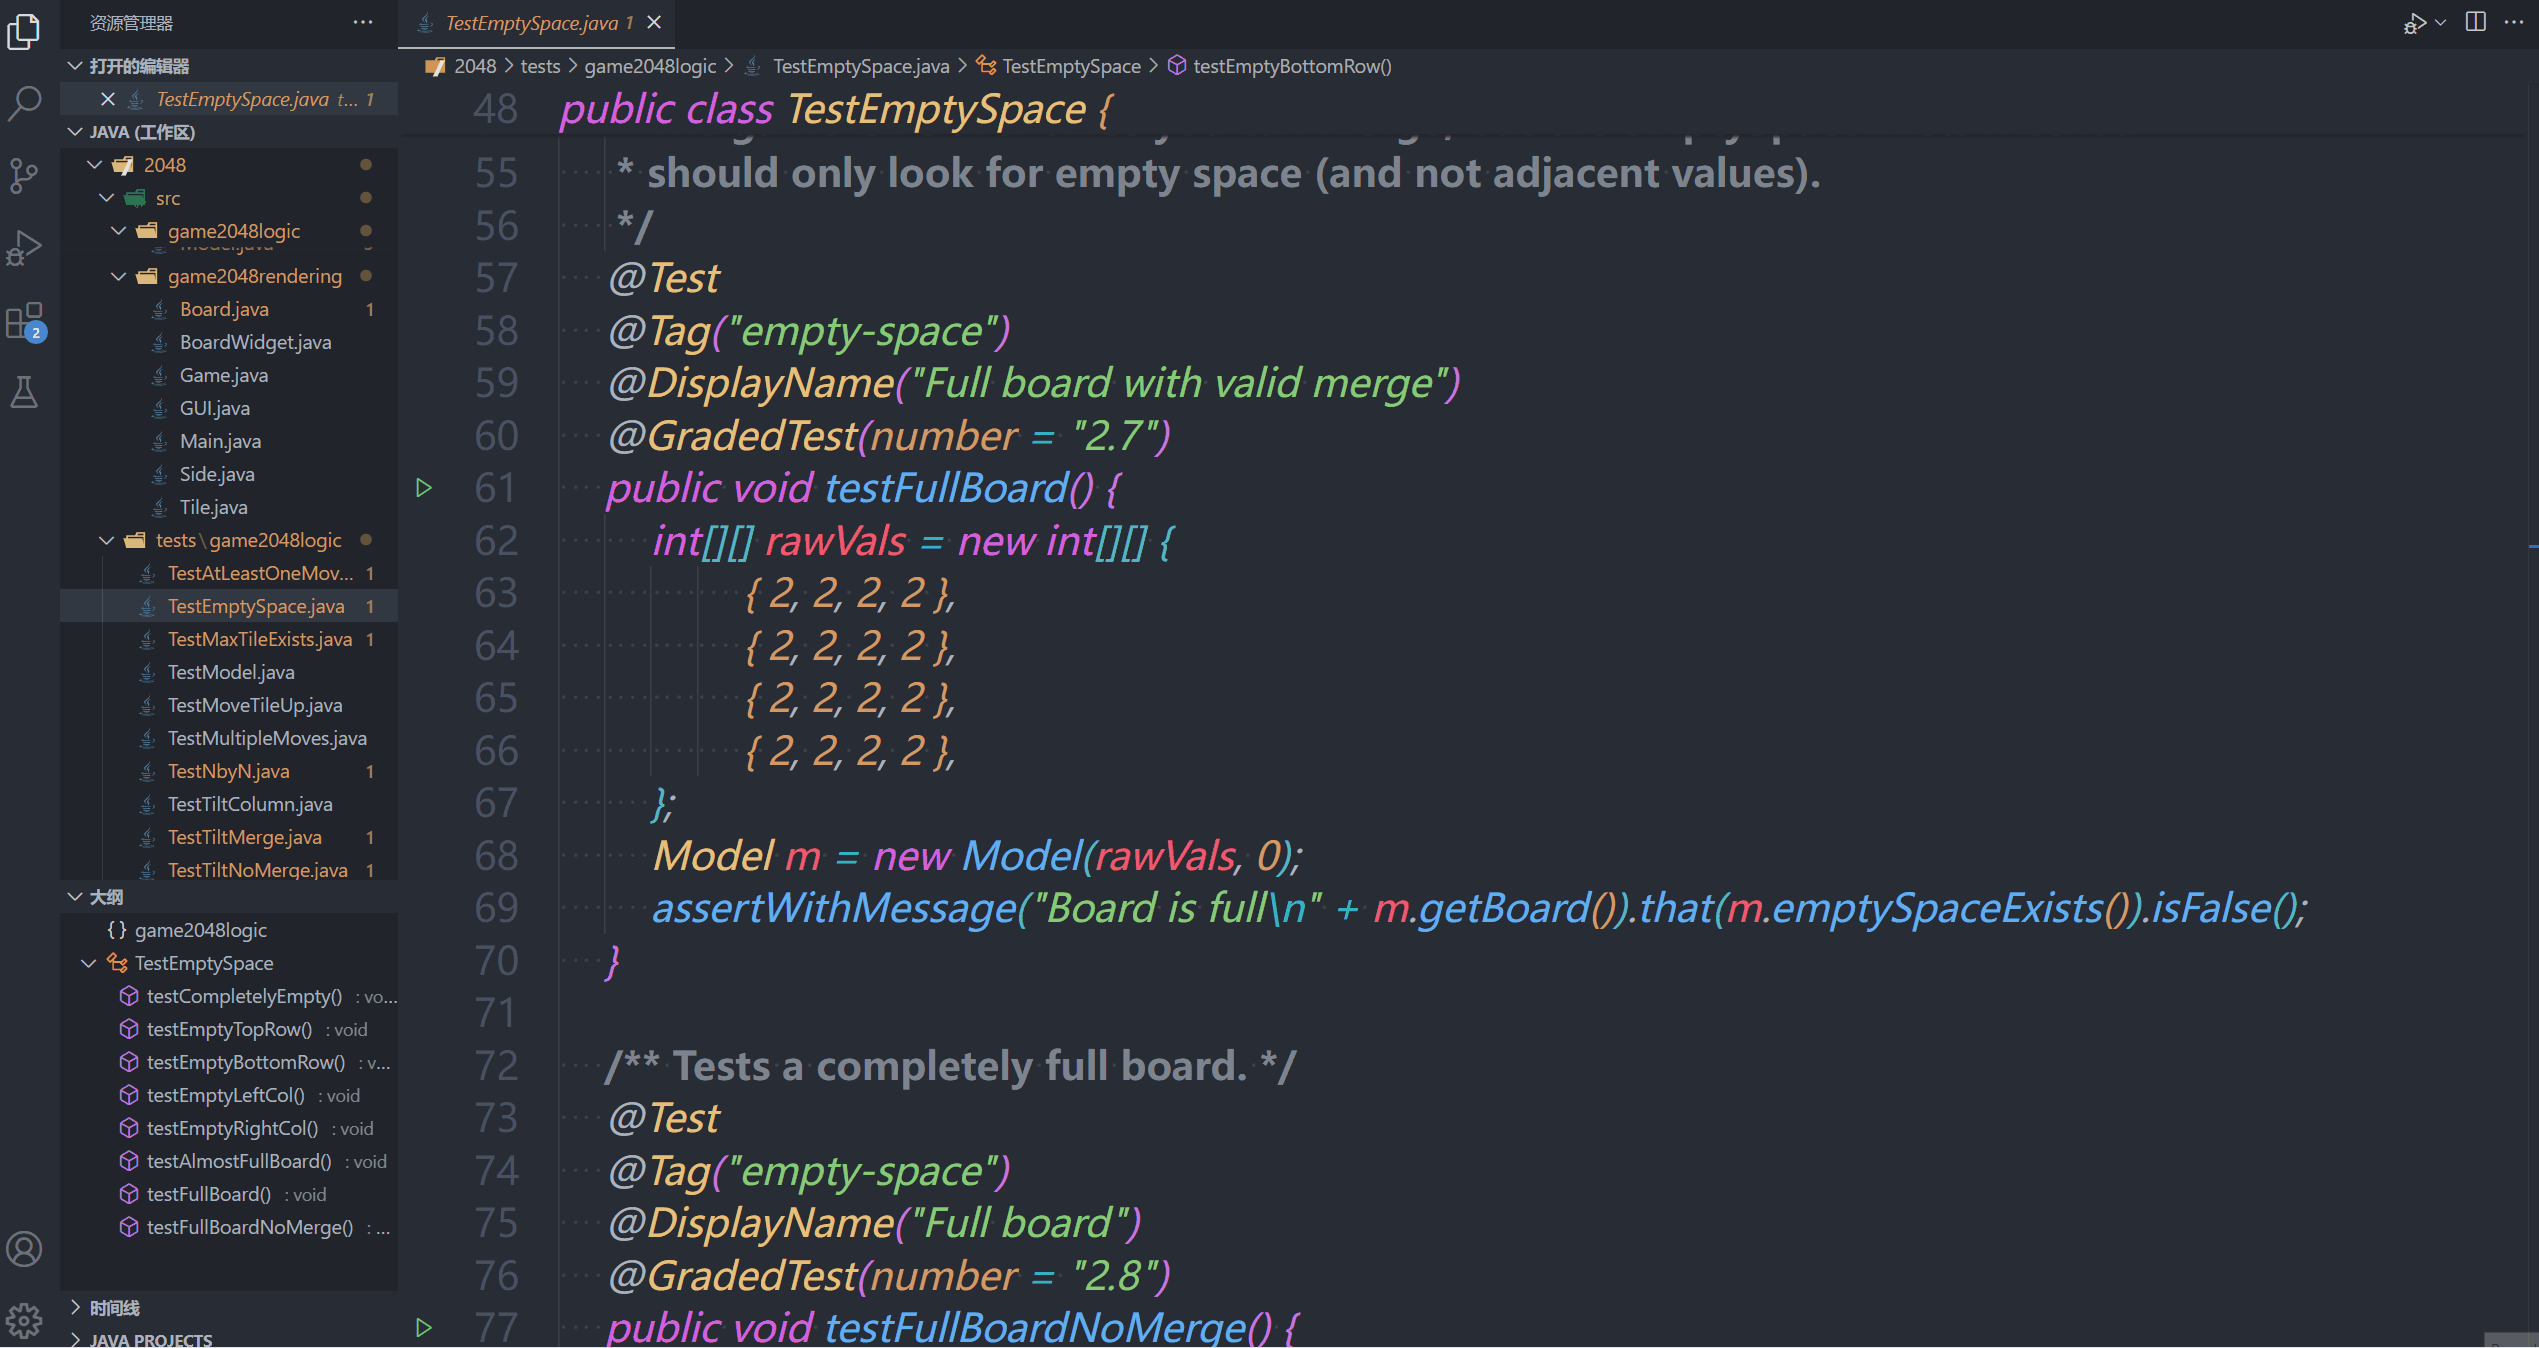 资源管理器
打开的编辑器
TestEmptySpace.java t... 1
JAVA (工作区)
2048
src
game2048logic
game2048rendering
Board.java 1
BoardWidget.java
Game.java
GUI.java
Main.java
Side.java
Tile.java
tests\game2048logic
TestAtLeastOneMov... 1
TestEmptySpace.java 1
TestMaxTileExists.java 1
TestModel.java
TestMoveTileUp.java
TestMultipleMoves.java
TestNbyN.java 1
TestTiltColumn.java
TestTiltMerge.java 1
TestTiltNoMerge.java 1
大纲
{} game2048logic
TestEmptySpace
testCompletelyEmpty() : vo...
testEmptyTopRow() : void
testEmptyBottomRow() : v...
testEmptyLeftCol() : void
testEmptyRightCol() : void
testAlmostFullBoard() : void
testFullBoard() : void
testFullBoardNoMerge() : ...
时间线
JAVA PROJECTS
2
TestEmptySpace.java 1
2048 > tests > game2048logic > TestEmptySpace.java > TestEmptySpace > testEmptyBottomRow()
48 public class TestEmptySpace {
55 * should only look for empty space (and not adjacent values).
56 */
57 @Test
58 @Tag("empty-space")
59 @DisplayName("Full board with valid merge")
60 @GradedTest(number = "2.7")
61 public void testFullBoard() {
62 int[][] rawVals = new int[][] {
63 { 2, 2, 2, 2 },
64 { 2, 2, 2, 2 },
65 { 2, 2, 2, 2 },
66 { 2, 2, 2, 2 },
67 };
68 Model m = new Model(rawVals, 0);
69 assertWithMessage("Board is full\n" + m.getBoard()).that(m.emptySpaceExists()).isFalse();
70 }
71
72 /** Tests a completely full board. */
73 @Test
74 @Tag("empty-space")
75 @DisplayName("Full board")
76 @GradedTest(number = "2.8")
77 public void testFullBoardNoMerge() {